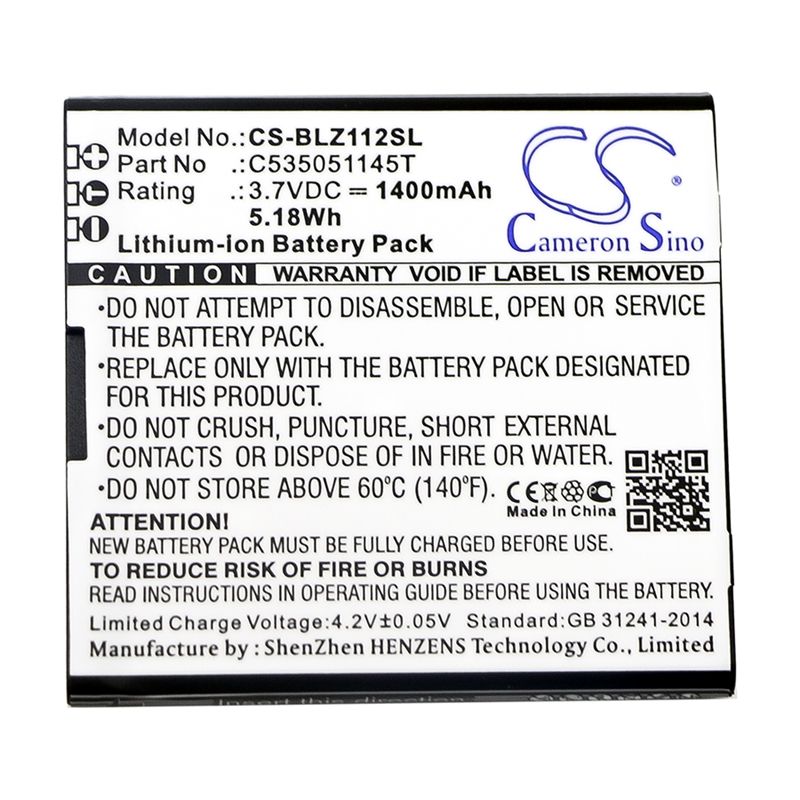 Model No.: CS-BLZ112SL
Part No .: C535051145T
Rating .: 3.7VDC ⎓ 1400mAh
5.18Wh
Lithium-ion Battery Pack
CS
®
Cameron Sino
CAUTION WARRANTY VOID IF LABEL IS REMOVED
•DO NOT ATTEMPT TO DISASSEMBLE, OPEN OR SERVICE
THE BATTERY PACK.
•REPLACE ONLY WITH THE BATTERY PACK DESIGNATED
FOR THIS PRODUCT.
•DO NOT CRUSH, PUNCTURE, SHORT EXTERNAL
CONTACTS OR DISPOSE OF IN FIRE OR WATER.
•DO NOT STORE ABOVE 60℃ (140℉).
CE
Made In China
ATTENTION!
NEW BATTERY PACK MUST BE FULLY CHARGED BEFORE USE.
TO REDUCE RISK OF FIRE OR BURNS
READ INSTRUCTIONS IN OPERATING GUIDE BEFORE USING.
Limited Charge Voltage:4.2V±0.05V Standard:GB 31241-2014
Manufacture by : ShenZhen HENZENS Technology Co., Limited